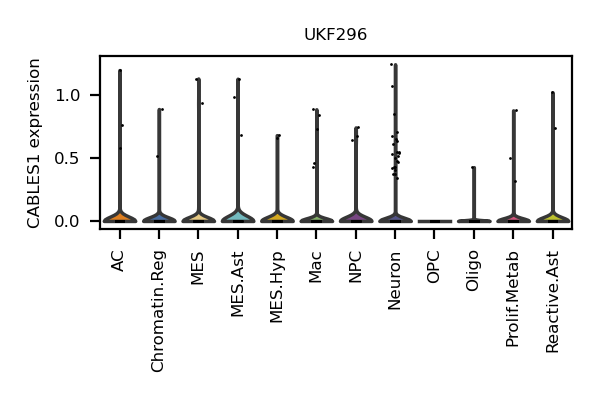 UKF296
CABLES1 expression
1.0
0.5
0.0
AC
Chromatin.Reg
MES
MES.Ast
MES.Hyp
Mac
NPC
Neuron
OPC
Oligo
Prolif.Metab
Reactive.Ast